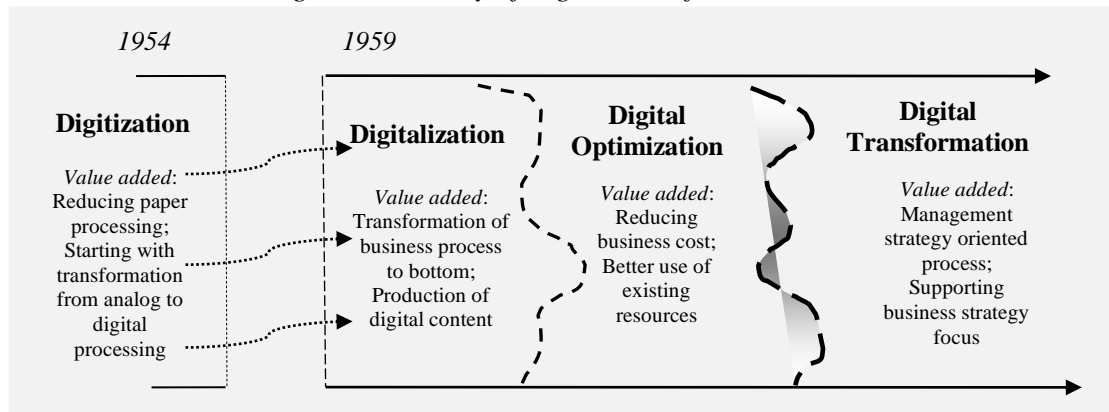 1954
1959
Digitization
Value added:
Reducing paper
processing;
Starting with
transformation
from analog to
digital
processing
Digitalization
Value added:
Transformation of
business process
to bottom;
Production of
digital content
Digital
Optimization
Value added:
Reducing
business cost;
Better use of
existing
resources
Digital
Transformation
Value added:
Management
strategy oriented
process;
Supporting
business strategy
focus